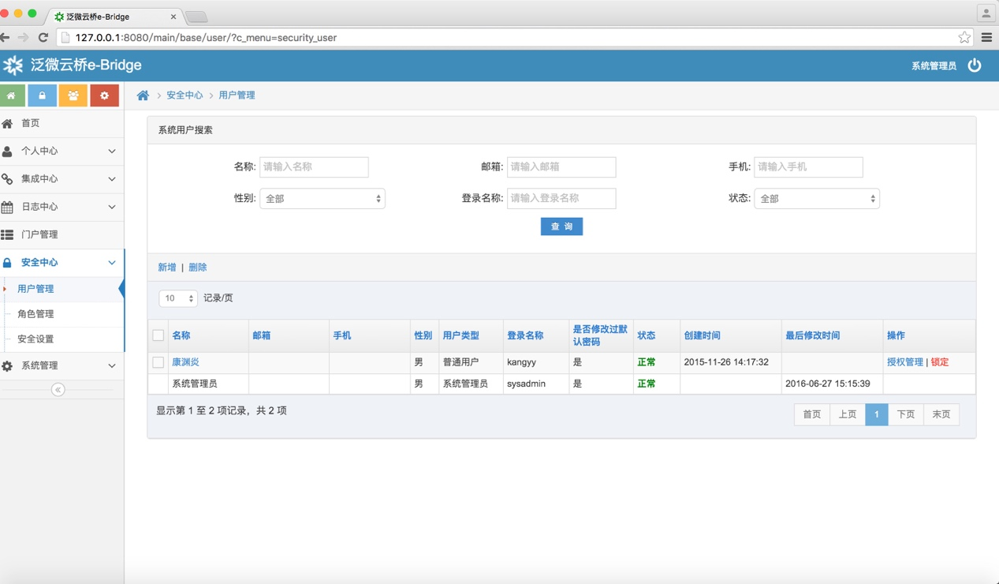 泛微云桥e-Bridge
127.0.0.1:8080/main/base/user/?c_menu=security_user
泛微云桥e-Bridge
系统管理员
安全中心 > 用户管理
首页
个人中心
集成中心
日志中心
门户管理
安全中心
用户管理
角色管理
安全设置
系统管理
系统用户搜索
名称: 请输入名称 邮箱: 请输入邮箱 手机: 请输入手机
性别: 全部 登录名称: 请输入登录名称 状态: 全部
查 询
新增 | 删除
10 记录/页
名称 邮箱 手机 性别 用户类型 登录名称 是否修改过默认密码 状态 创建时间 最后修改时间 操作
康渊炎 男 普通用户 kangyy 是 正常 2015-11-26 14:17:32 授权管理 | 锁定
系统管理员 男 系统管理员 sysadmin 是 正常 2016-06-27 15:15:39
显示第 1 至 2 项记录，共 2 项
首页 上页 1 下页 末页